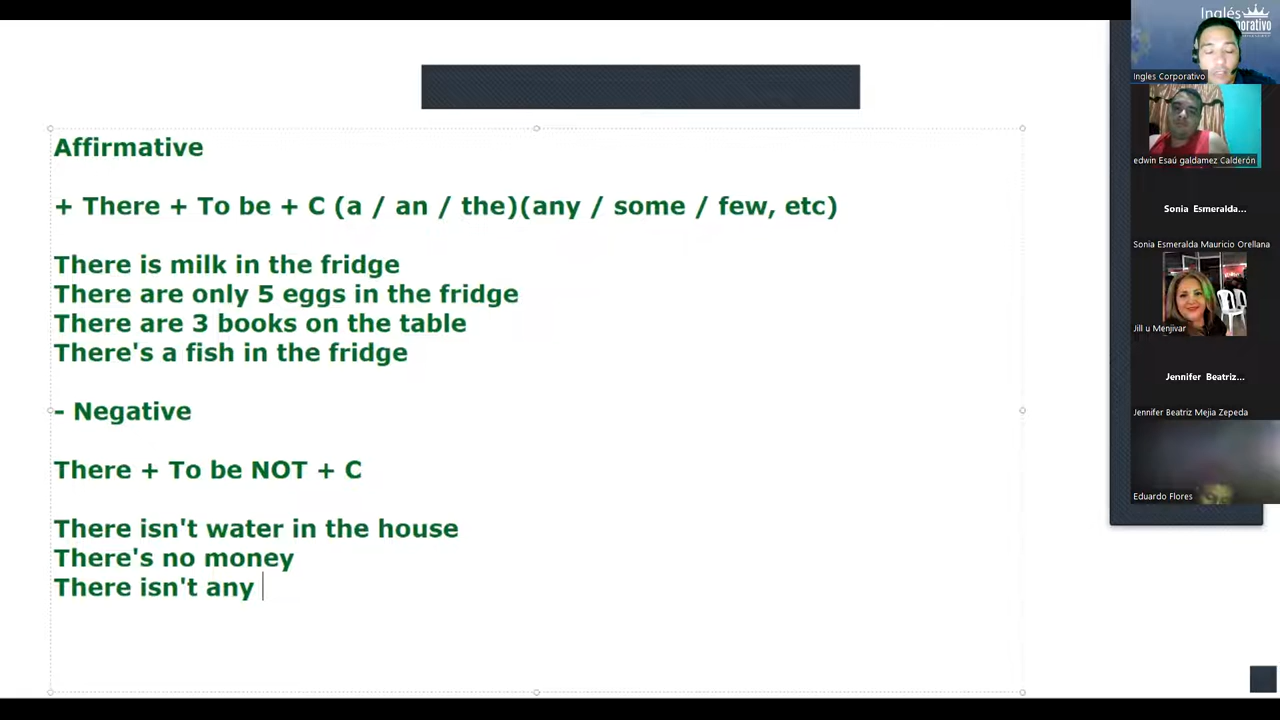 Affirmative
+ There + To be + C (a / an / the)(any / some / few, etc)
There is milk in the fridge
There are only 5 eggs in the fridge
There are 3 books on the table
There's a fish in the fridge
- Negative
There + To be NOT + C
There isn't water in the house
There's no money
There isn't any
Inglés
Ingles Corporativo
edwin Esaú galdamez Calderón
Sonia Esmeralda...
Sonia Esmeralda Mauricio Orellana
Jill u Menjivar
Jennifer Beatriz...
Jennifer Beatriz Mejia Zepeda
Eduardo Flores